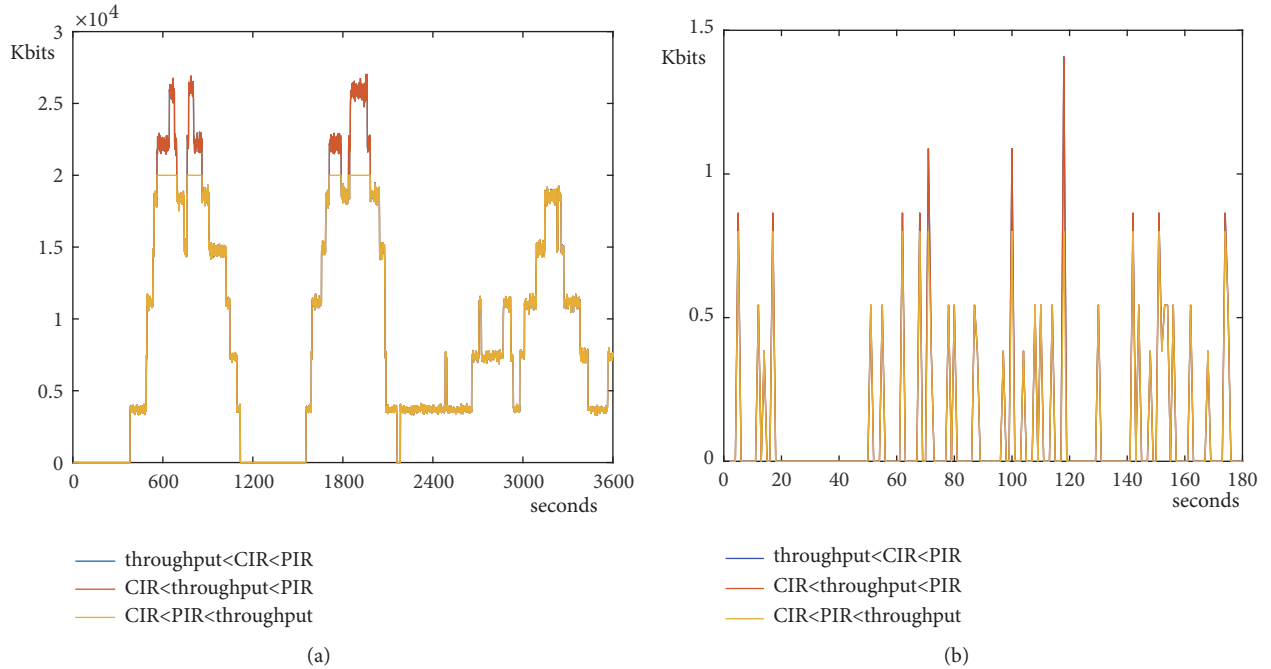 ×10⁴
3
Kbits
2.5
2
1.5
1
0.5
0
0
600
1200
1800
2400
3000
3600
seconds
throughput<CIR<PIR
CIR<throughput<PIR
CIR<PIR<throughput
(a)
1.5
Kbits
1
0.5
0
0
20
40
60
80
100
120
140
160
180
seconds
throughput<CIR<PIR
CIR<throughput<PIR
CIR<PIR<throughput
(b)